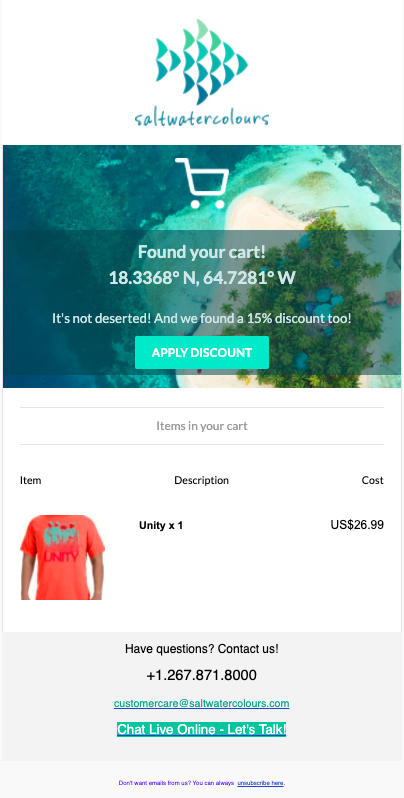 saltwatercolours
Found your cart!
18.3368° N, 64.7281° W
It's not deserted! And we found a 15% discount too!
APPLY DISCOUNT
Items in your cart
Item Description Cost
Unity x 1 US$26.99
UNITY
Have questions? Contact us!
+1.267.871.8000
customercare@saltwatercolours.com
Chat Live Online - Let's Talk!
Don't want emails from us? You can always unsubscribe here.